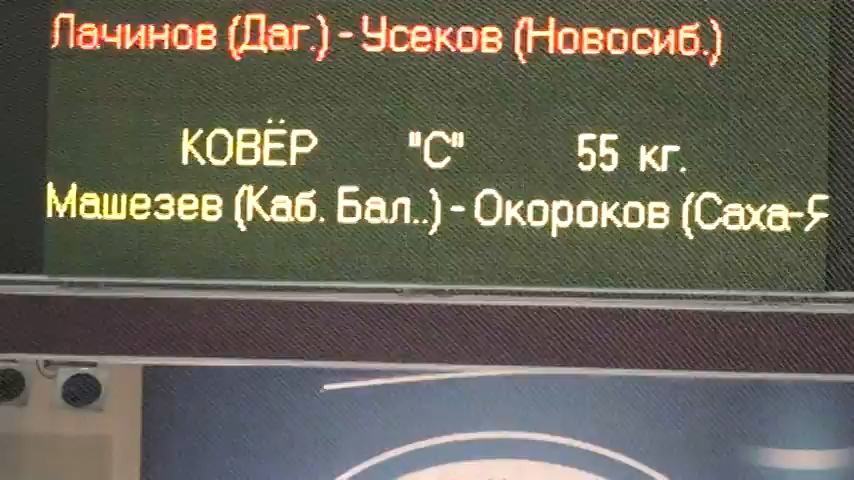 Лачинов (Даг.) - Усеков (Новосиб.)
КОВЁР "С" 55 кг.
Машезев (Каб. Бал..) - Окороков (Саха-Я